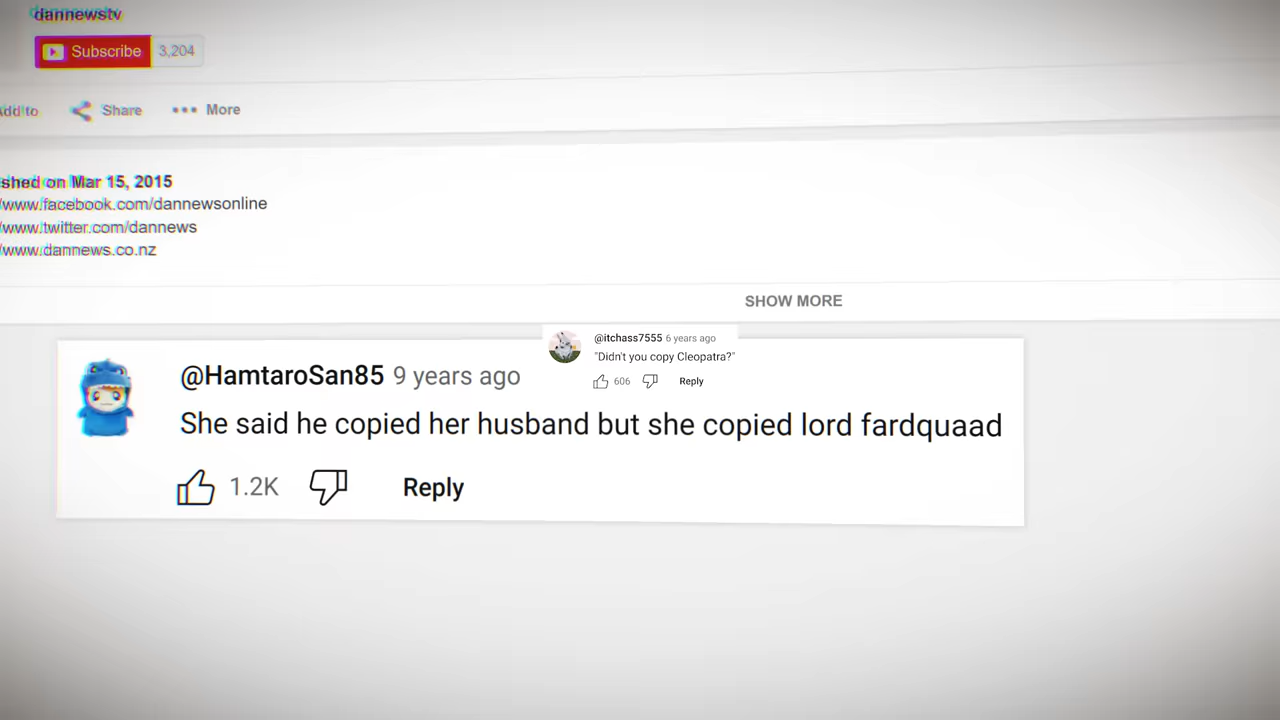 dannewstv
Subscribe 3,204
Add to Share More
shed on Mar 15, 2015
/www.facebook.com/dannewsonline
/www.twitter.com/dannews
/www.dannews.co.nz
SHOW MORE
@itchass7555 6 years ago
"Didn't you copy Cleopatra?"
606 Reply
@HamtaroSan85 9 years ago
She said he copied her husband but she copied lord fardquaad
1.2K Reply